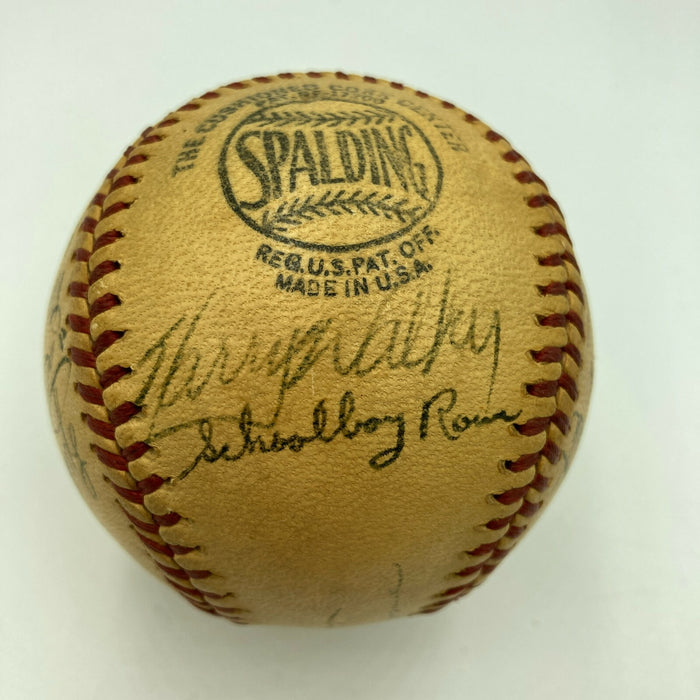 THE CUSHIONED CORK CENTER
SPALDING
REG. U.S. PAT. OFF.
MADE IN U.S.A.
Harry Walker
Schoolboy Rowe